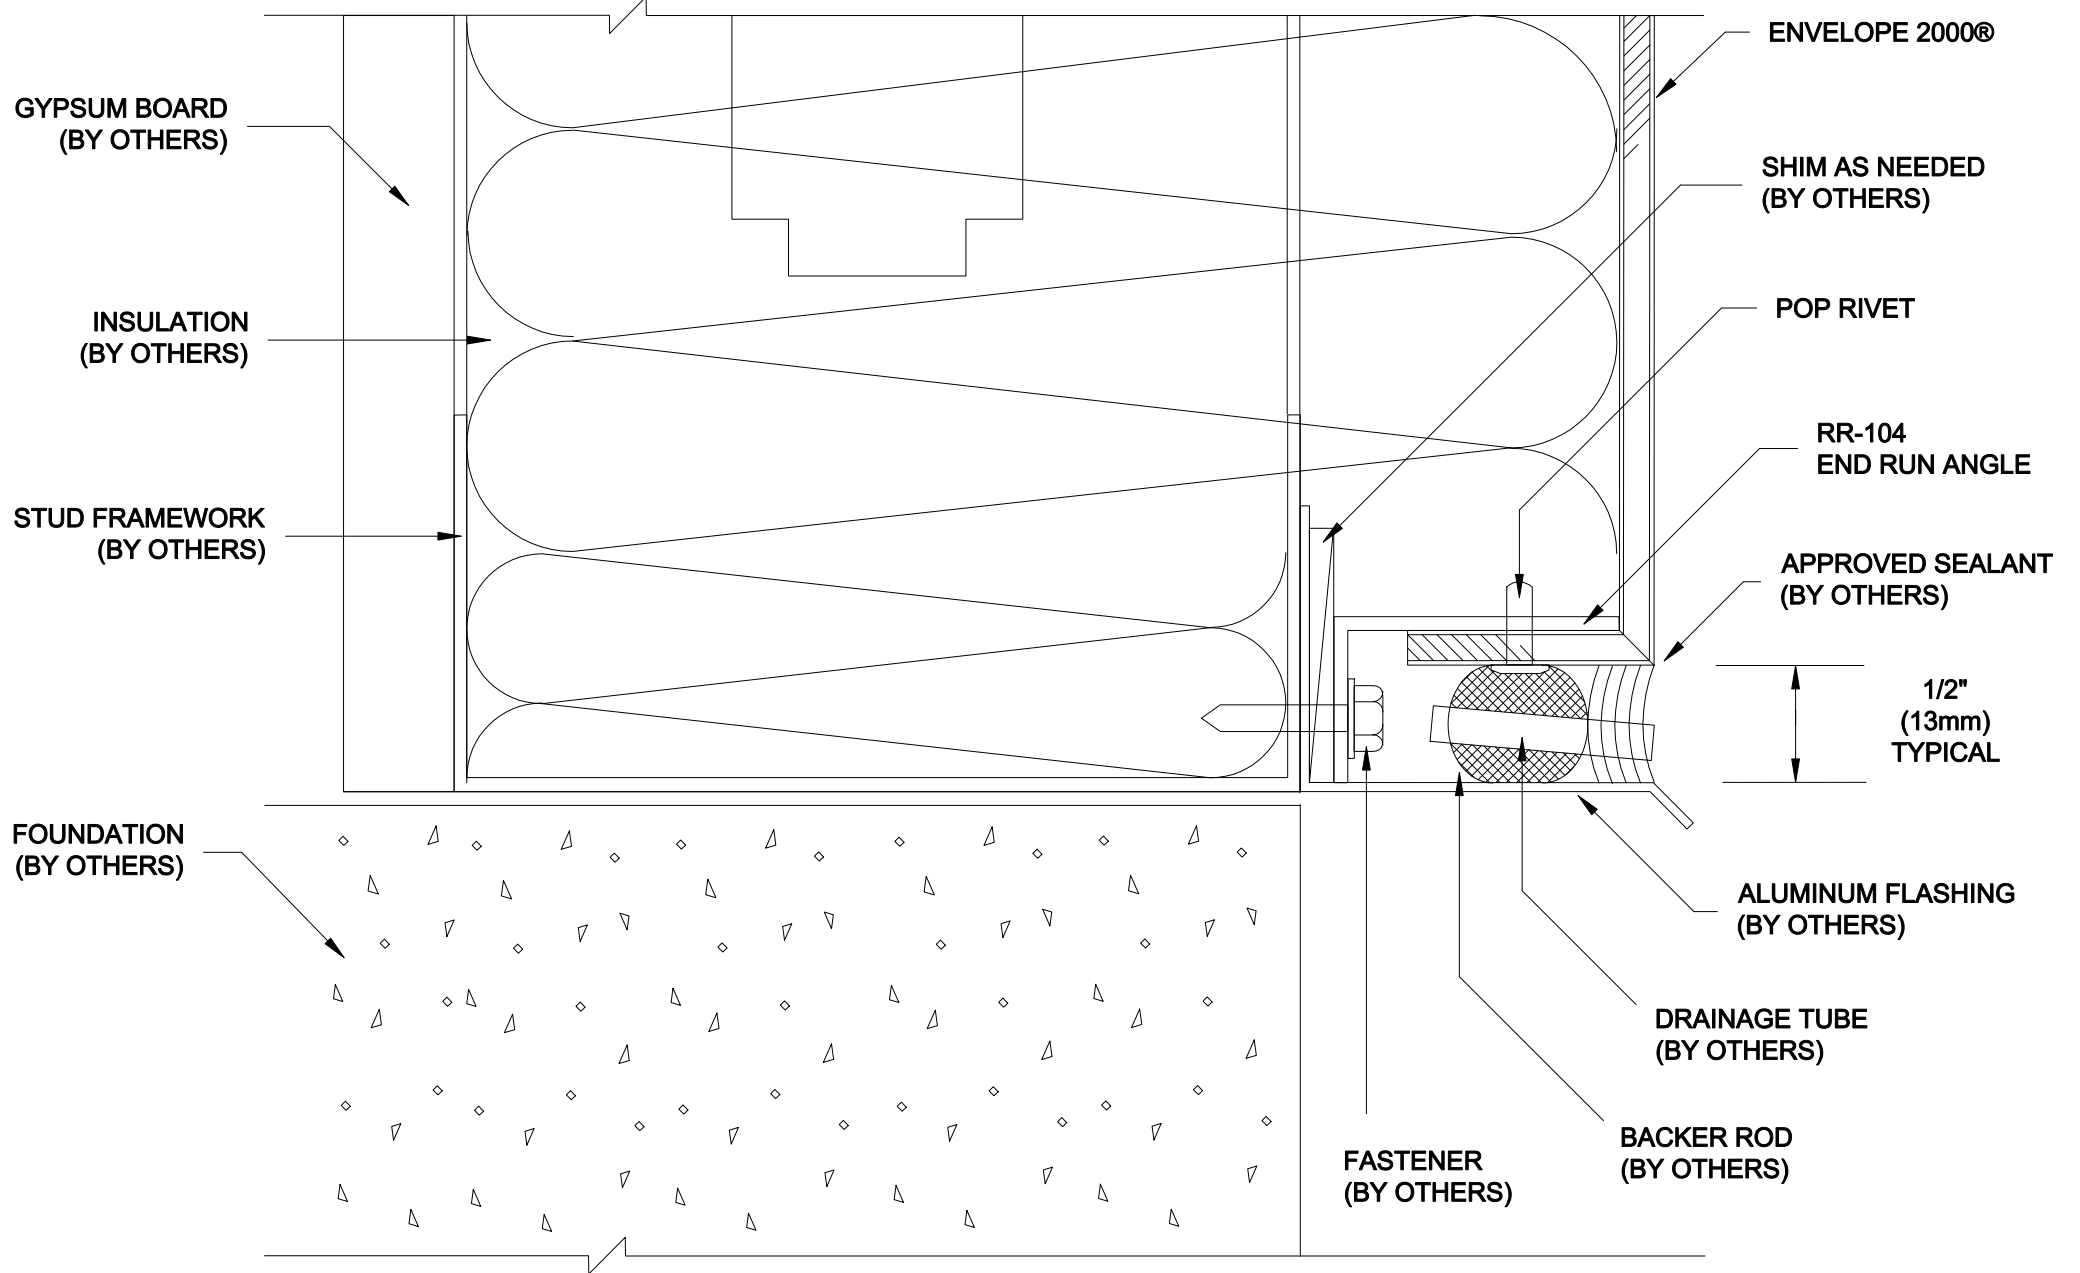 ENVELOPE 2000®
GYPSUM BOARD
(BY OTHERS)
SHIM AS NEEDED
(BY OTHERS)
POP RIVET
INSULATION
(BY OTHERS)
RR-104
END RUN ANGLE
STUD FRAMEWORK
(BY OTHERS)
APPROVED SEALANT
(BY OTHERS)
1/2"
(13mm)
TYPICAL
FOUNDATION
(BY OTHERS)
ALUMINUM FLASHING
(BY OTHERS)
DRAINAGE TUBE
(BY OTHERS)
BACKER ROD
(BY OTHERS)
FASTENER
(BY OTHERS)